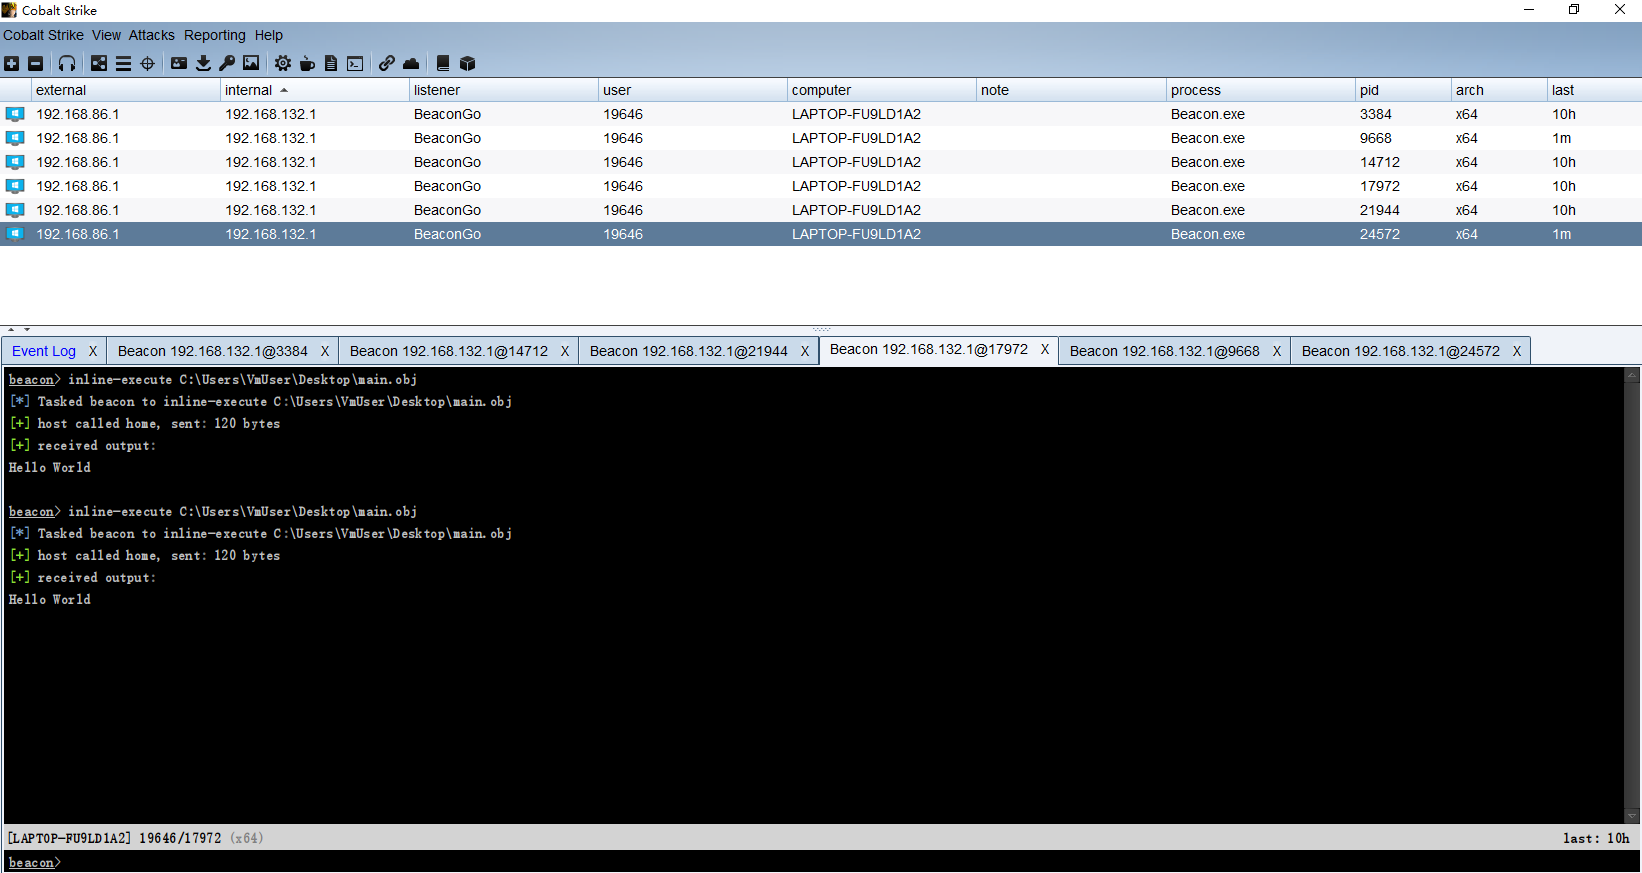 Cobalt Strike
Cobalt Strike View Attacks Reporting Help
external internal listener user computer note process pid arch last
192.168.86.1 192.168.132.1 BeaconGo 19646 LAPTOP-FU9LD1A2 Beacon.exe 3384 x64 10h
192.168.86.1 192.168.132.1 BeaconGo 19646 LAPTOP-FU9LD1A2 Beacon.exe 9668 x64 1m
192.168.86.1 192.168.132.1 BeaconGo 19646 LAPTOP-FU9LD1A2 Beacon.exe 14712 x64 10h
192.168.86.1 192.168.132.1 BeaconGo 19646 LAPTOP-FU9LD1A2 Beacon.exe 17972 x64 10h
192.168.86.1 192.168.132.1 BeaconGo 19646 LAPTOP-FU9LD1A2 Beacon.exe 21944 x64 10h
192.168.86.1 192.168.132.1 BeaconGo 19646 LAPTOP-FU9LD1A2 Beacon.exe 24572 x64 1m
Event Log X Beacon 192.168.132.1@3384 X Beacon 192.168.132.1@14712 X Beacon 192.168.132.1@21944 X Beacon 192.168.132.1@17972 X Beacon 192.168.132.1@9668 X Beacon 192.168.132.1@24572 X
beacon> inline-execute C:\Users\VmUser\Desktop\main.obj
[*] Tasked beacon to inline-execute C:\Users\VmUser\Desktop\main.obj
[+] host called home, sent: 120 bytes
[+] received output:
Hello World
beacon> inline-execute C:\Users\VmUser\Desktop\main.obj
[*] Tasked beacon to inline-execute C:\Users\VmUser\Desktop\main.obj
[+] host called home, sent: 120 bytes
[+] received output:
Hello World
[LAPTOP-FU9LD1A2] 19646/17972 (x64) last: 10h
beacon>